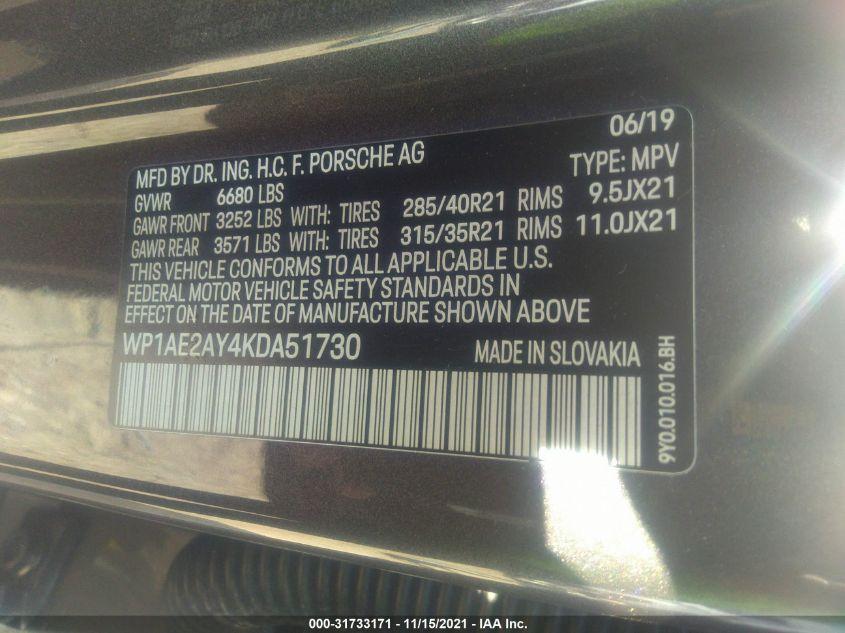 06/19
MFD BY DR. ING. H.C. F. PORSCHE AG TYPE: MPV
GVWR 6680 LBS
GAWR FRONT 3252 LBS WITH: TIRES 285/40R21 RIMS 9.5JX21
GAWR REAR 3571 LBS WITH: TIRES 315/35R21 RIMS 11.0JX21
THIS VEHICLE CONFORMS TO ALL APPLICABLE U.S.
FEDERAL MOTOR VEHICLE SAFETY STANDARDS IN
EFFECT ON THE DATE OF MANUFACTURE SHOWN ABOVE
WP1AE2AY4KDA51730 MADE IN SLOVAKIA
9Y0.010.016.BH
000-31733171 - 11/15/2021 - IAA Inc.